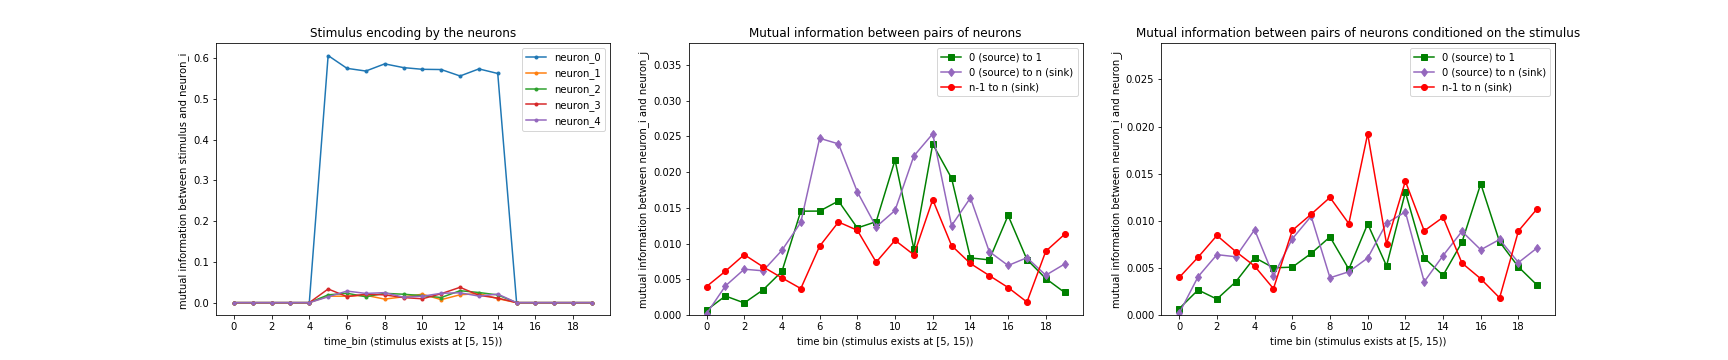 Stimulus encoding by the neurons
mutual information between stimulus and neuron_i
0.6
0.5
0.4
0.3
0.2
0.1
0.0
neuron_0
neuron_1
neuron_2
neuron_3
neuron_4
0 2 4 6 8 10 12 14 16 18
time_bin (stimulus exists at [5, 15))
Mutual information between pairs of neurons
mutual information between neuron_i and neuron_j
0.035
0.030
0.025
0.020
0.015
0.010
0.005
0.000
0 (source) to 1
0 (source) to n (sink)
n-1 to n (sink)
0 2 4 6 8 10 12 14 16 18
time bin (stimulus exists at [5, 15))
Mutual information between pairs of neurons conditioned on the stimulus
mutual information between neuron_i and neuron_j
0.025
0.020
0.015
0.010
0.005
0.000
0 (source) to 1
0 (source) to n (sink)
n-1 to n (sink)
0 2 4 6 8 10 12 14 16 18
time bin (stimulus exists at [5, 15))